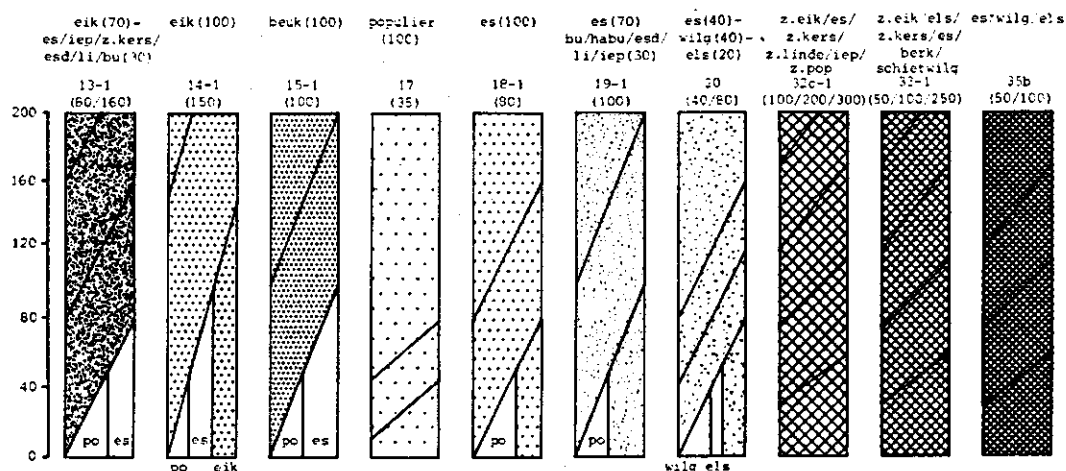 eik(70)-
es/iep/z.kers/
esd/li/bu(30)
13-1
(80/160)
eik(100)
14-1
(150)
beuk(100)
15-1
(100)
populier
(100)
17
(35)
es(100)
18-1
(80)
es(70)
bu/habu/esd/
li/iep(30)
19-1
(100)
es(40)-
wilg(40)-
els(20)
20
(40/80)
z.eik/es/
z.kers/
z.linde/iep/
z.pop
32c-1
(100/200/300)
z.eik/els/
z.kers/es/
berk/
schietwilg
33-1
(50/100/250)
es/wilg/els
35b
(50/100)
200
160
120
80
40
0
po es
es
po eik
po es
po
po
wilg els